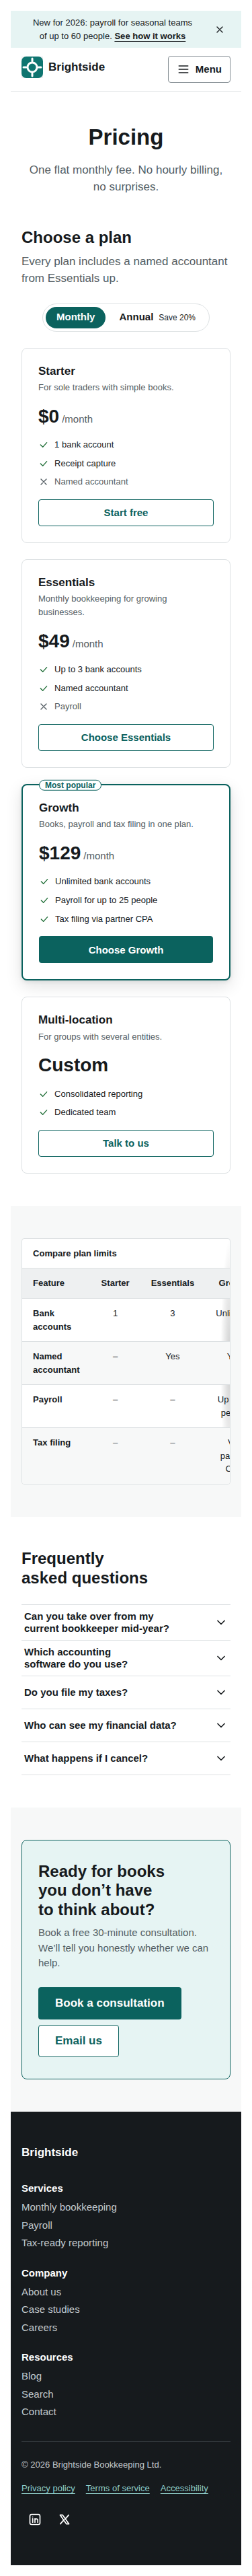 New for 2026: payroll for seasonal teams
of up to 60 people. See how it works
Brightside
Menu
Pricing
One flat monthly fee. No hourly billing,
no surprises.
Choose a plan
Every plan includes a named accountant
from Essentials up.
Monthly
Annual Save 20%
Starter
For sole traders with simple books.
$0 /month
1 bank account
Receipt capture
Named accountant
Start free
Essentials
Monthly bookkeeping for growing
businesses.
$49 /month
Up to 3 bank accounts
Named accountant
Payroll
Choose Essentials
Most popular
Growth
Books, payroll and tax filing in one plan.
$129 /month
Unlimited bank accounts
Payroll for up to 25 people
Tax filing via partner CPA
Choose Growth
Multi-location
For groups with several entities.
Custom
Consolidated reporting
Dedicated team
Talk to us
Compare plan limits
Feature Starter Essentials
Bank 1 3
accounts
Named – Yes
accountant
Payroll – – Up
Tax filing – –
Frequently
asked questions
Can you take over from my
current bookkeeper mid-year?
Which accounting
software do you use?
Do you file my taxes?
Who can see my financial data?
What happens if I cancel?
Ready for books
you don’t have
to think about?
Book a free 30-minute consultation.
We’ll tell you honestly whether we can
help.
Book a consultation
Email us
Brightside
Services
Monthly bookkeeping
Payroll
Tax-ready reporting
Company
About us
Case studies
Careers
Resources
Blog
Search
Contact
© 2026 Brightside Bookkeeping Ltd.
Privacy policy Terms of service Accessibility